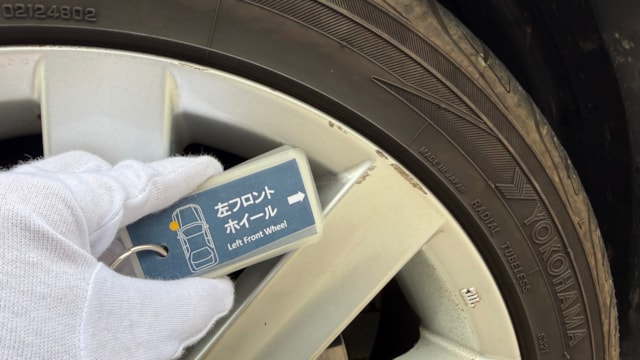 02124802
左フロント
ホイール
Left Front Wheel
MADE IN JAPAN
RADIAL TUBELESS
YOKOHAMA